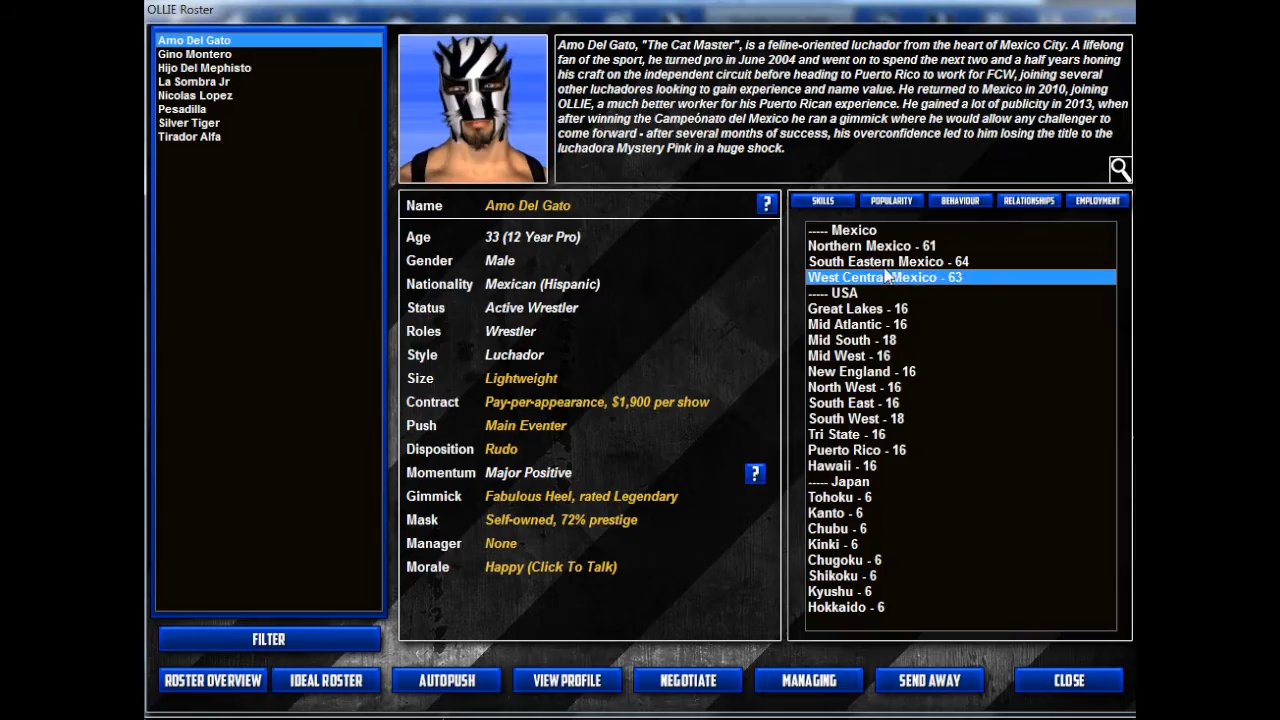 OLLIE Roster
Amo Del Gato
Gino Montero
Hijo Del Mephisto
La Sombra Jr
Nicolas Lopez
Pesadilla
Silver Tiger
Tirador Alfa
FILTER
Amo Del Gato, "The Cat Master", is a feline-oriented luchador from the heart of Mexico City. A lifelong
fan of the sport, he turned pro in June 2004 and went on to spend the next two and a half years honing
his craft on the independent circuit before heading to Puerto Rico to work for FCW, joining several
other luchadores looking to gain experience and name value. He returned to Mexico in 2010, joining
OLLIE, a much better worker for his Puerto Rican experience. He gained a lot of publicity in 2013, when
after winning the Campeónato del Mexico he ran a gimmick where he would allow any challenger to
come forward - after several months of success, his overconfidence led to him losing the title to the
luchadora Mystery Pink in a huge shock.
Name Amo Del Gato ?
Age 33 (12 Year Pro)
Gender Male
Nationality Mexican (Hispanic)
Status Active Wrestler
Roles Wrestler
Style Luchador
Size Lightweight
Contract Pay-per-appearance, $1,900 per show
Push Main Eventer
Disposition Rudo
Momentum Major Positive ?
Gimmick Fabulous Heel, rated Legendary
Mask Self-owned, 72% prestige
Manager None
Morale Happy (Click To Talk)
SKILLS POPULARITY BEHAVIOUR RELATIONSHIPS EMPLOYMENT
----- Mexico
Northern Mexico - 61
South Eastern Mexico - 64
West Central Mexico - 63
----- USA
Great Lakes - 16
Mid Atlantic - 16
Mid South - 18
Mid West - 16
New England - 16
North West - 16
South East - 16
South West - 18
Tri State - 16
Puerto Rico - 16
Hawaii - 16
----- Japan
Tohoku - 6
Kanto - 6
Chubu - 6
Kinki - 6
Chugoku - 6
Shikoku - 6
Kyushu - 6
Hokkaido - 6
ROSTER OVERVIEW IDEAL ROSTER AUTOPUSH VIEW PROFILE NEGOTIATE MANAGING SEND AWAY CLOSE